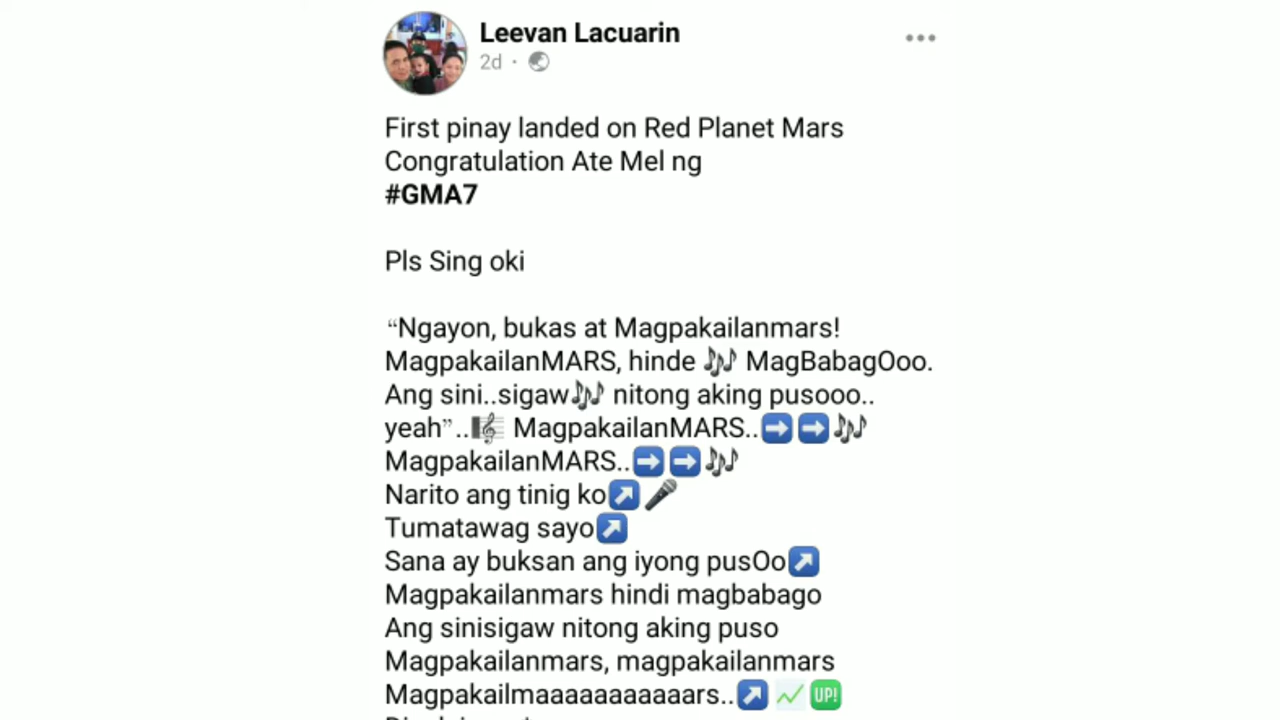 Leevan Lacuarin
2d ·
First pinay landed on Red Planet Mars
Congratulation Ate Mel ng
#GMA7
Pls Sing oki
“Ngayon, bukas at Magpakailanmars!
MagpakailanMARS, hinde 🎶 MagBabagOoo.
Ang sini..sigaw🎶 nitong aking pusooo..
yeah”..🎼 MagpakailanMARS..➡️➡️🎶
MagpakailanMARS..➡️➡️🎶
Narito ang tinig ko↗️🎤
Tumatawag sayo↗️
Sana ay buksan ang iyong pusOo↗️
Magpakailanmars hindi magbabago
Ang sinisigaw nitong aking puso
Magpakailanmars, magpakailanmars
Magpakailmaaaaaaaaaaars..↗️📈🆙